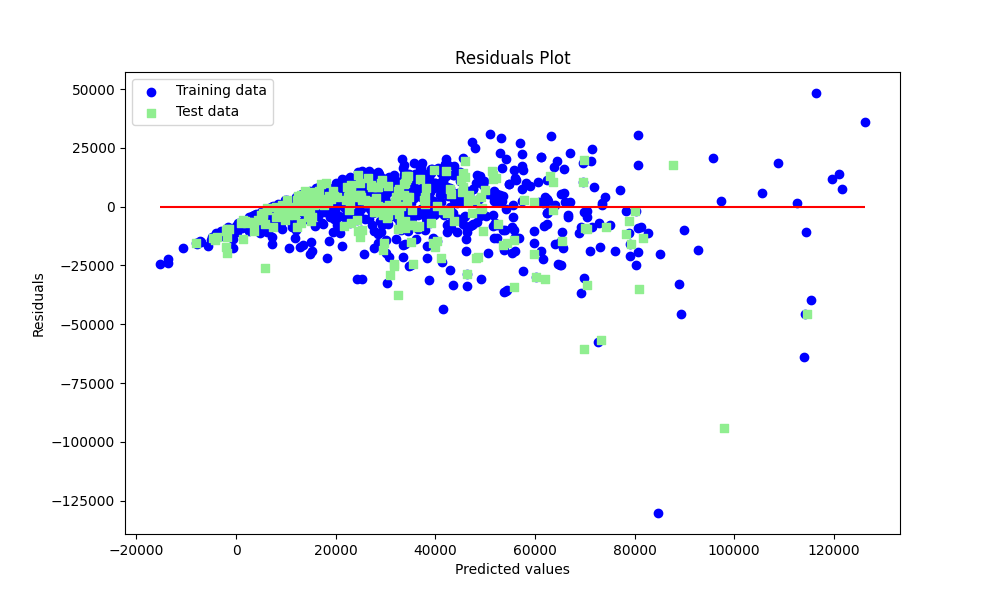 Residuals Plot
Training data
Test data
50000
25000
0
−25000
−50000
−75000
−100000
−125000
Residuals
−20000 0 20000 40000 60000 80000 100000 120000
Predicted values